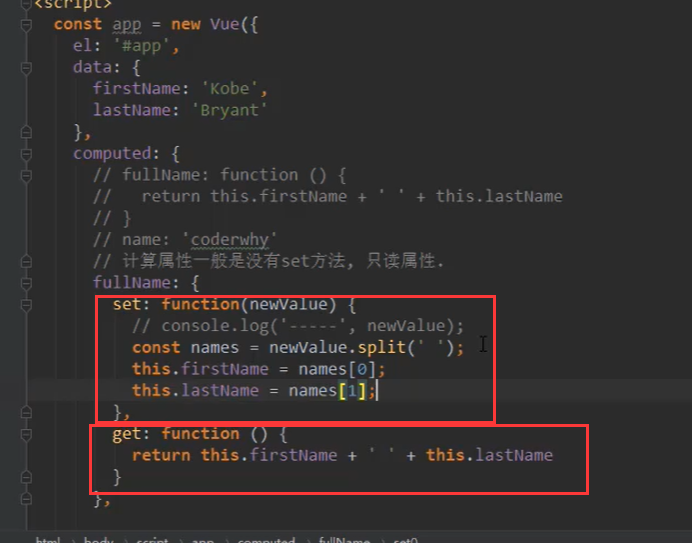 <script>
const app = new Vue({
el: '#app',
data: {
firstName: 'Kobe',
lastName: 'Bryant'
},
computed: {
// fullName: function () {
//   return this.firstName + ' ' + this.lastName
// }
// name: 'coderwhy'
// 计算属性一般是没有set方法, 只读属性.
fullName: {
set: function(newValue) {
// console.log('-----', newValue);
const names = newValue.split(' ');
this.firstName = names[0];
this.lastName = names[1];
},
get: function () {
return this.firstName + ' ' + this.lastName
}
},
html body script app computed fullName set()